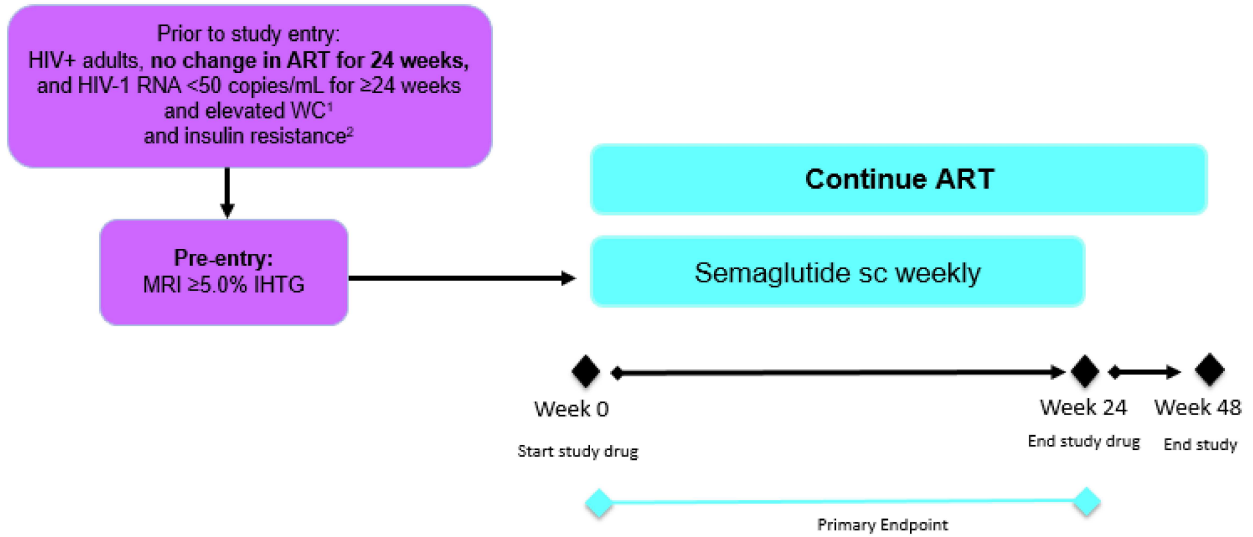 Prior to study entry:
HIV+ adults, no change in ART for 24 weeks,
and HIV-1 RNA <50 copies/mL for ≥24 weeks
and elevated WC¹
and insulin resistance²
Pre-entry:
MRI ≥5.0% IHTG
Continue ART
Semaglutide sc weekly
Week 0
Start study drug
Week 24
End study drug
Week 48
End study
Primary Endpoint